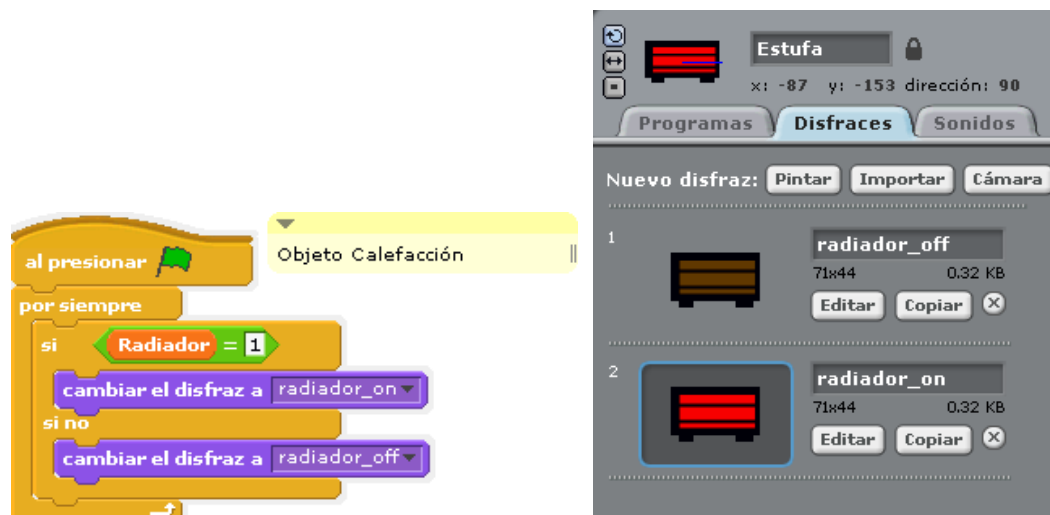 Objeto Calefacción
al presionar
por siempre
si Radiador = 1
cambiar el disfraz a radiador_on
si no
cambiar el disfraz a radiador_off
Estufa
x: -87 y: -153 dirección: 90
Programas Disfraces Sonidos
Nuevo disfraz: Pintar Importar Cámara
1
radiador_off
71x44 0.32 KB
Editar Copiar
2
radiador_on
71x44 0.32 KB
Editar Copiar